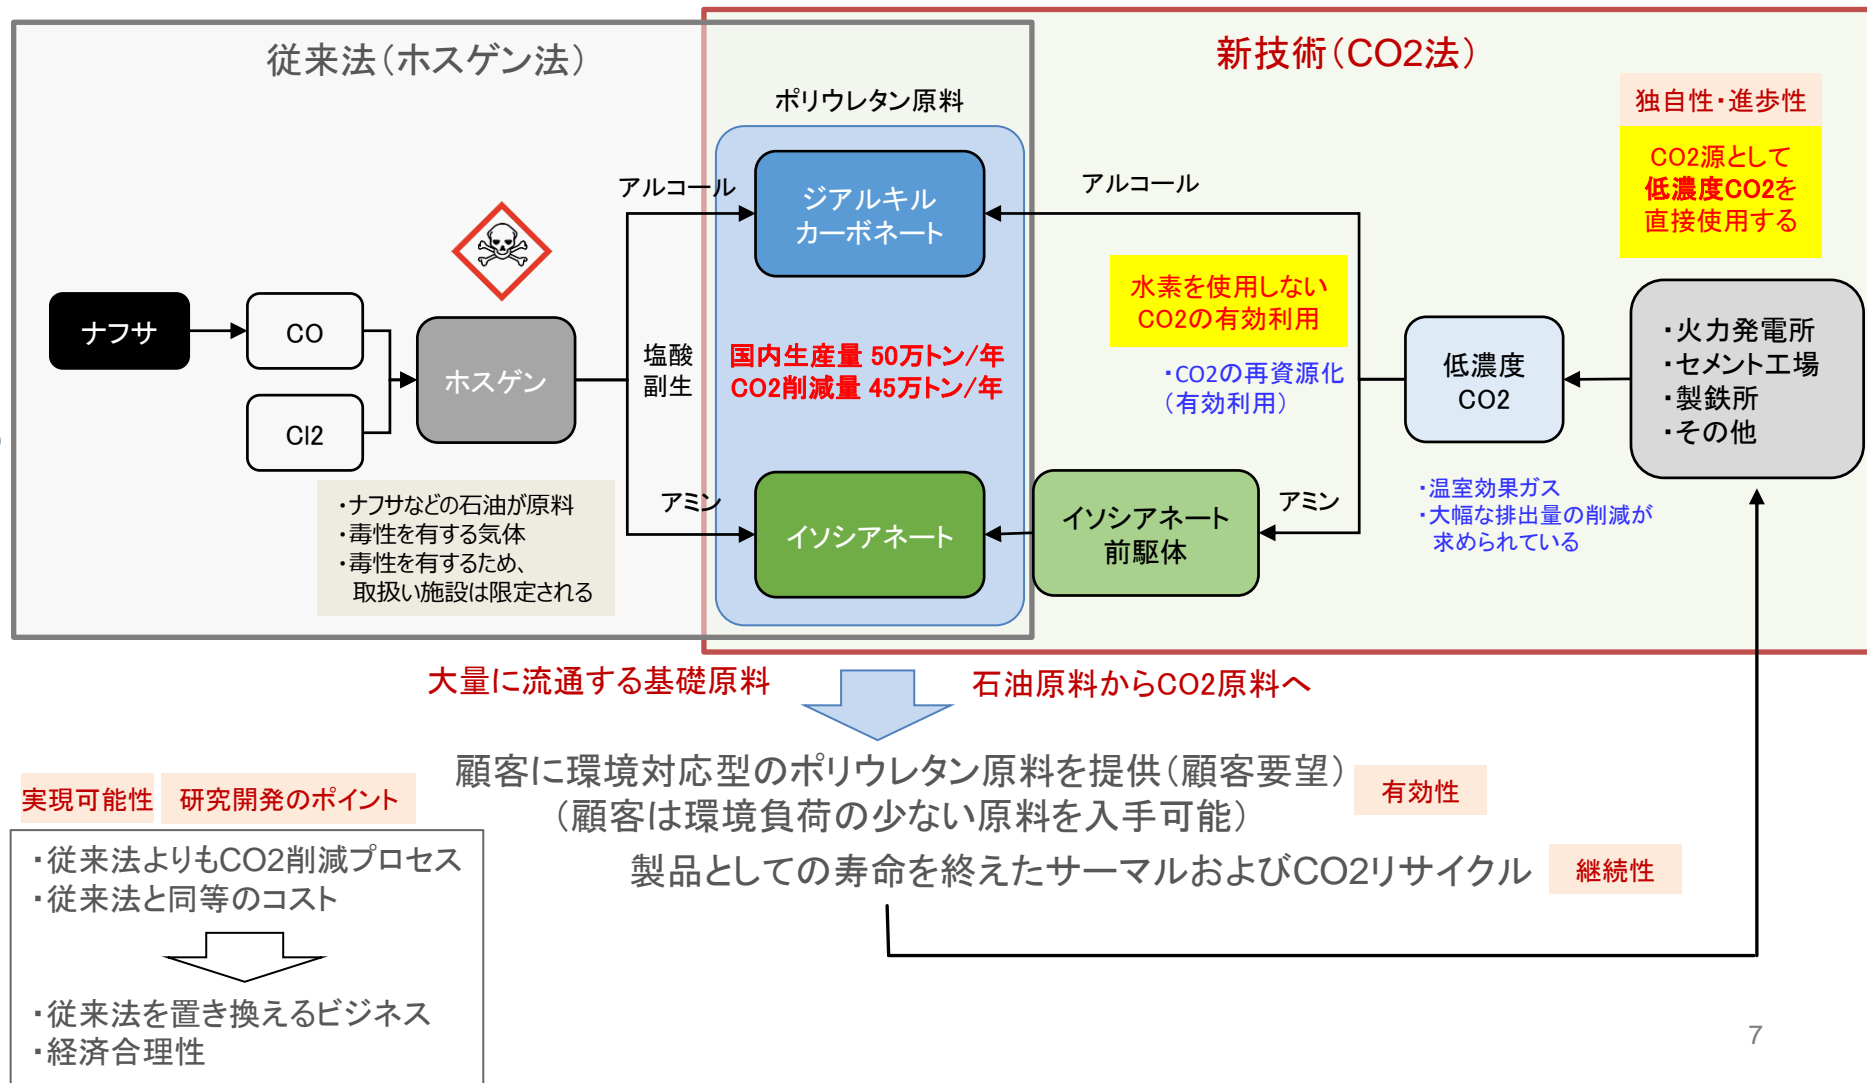 従来法(ホスゲン法)
新技術(CO2法)
ポリウレタン原料
独自性・進歩性
CO2源として
低濃度CO2を
直接使用する
アルコール
ジアルキル
カーボネート
アルコール
水素を使用しない
CO2の有効利用
ナフサ
CO
Cl2
ホスゲン
塩酸
副生
国内生産量 50万トン/年
CO2削減量 45万トン/年
・CO2の再資源化
(有効利用)
低濃度
CO2
・火力発電所
・セメント工場
・製鉄所
・その他
・ナフサなどの石油が原料
・毒性を有する気体
・毒性を有するため、
取扱い施設は限定される
アミン
イソシアネート
イソシアネート
前駆体
アミン
・温室効果ガス
・大幅な排出量の削減が
求められている
大量に流通する基礎原料
石油原料からCO2原料へ
顧客に環境対応型のポリウレタン原料を提供(顧客要望)
(顧客は環境負荷の少ない原料を入手可能)
有効性
製品としての寿命を終えたサーマルおよびCO2リサイクル
継続性
実現可能性
研究開発のポイント
・従来法よりもCO2削減プロセス
・従来法と同等のコスト
・従来法を置き換えるビジネス
・経済合理性
7